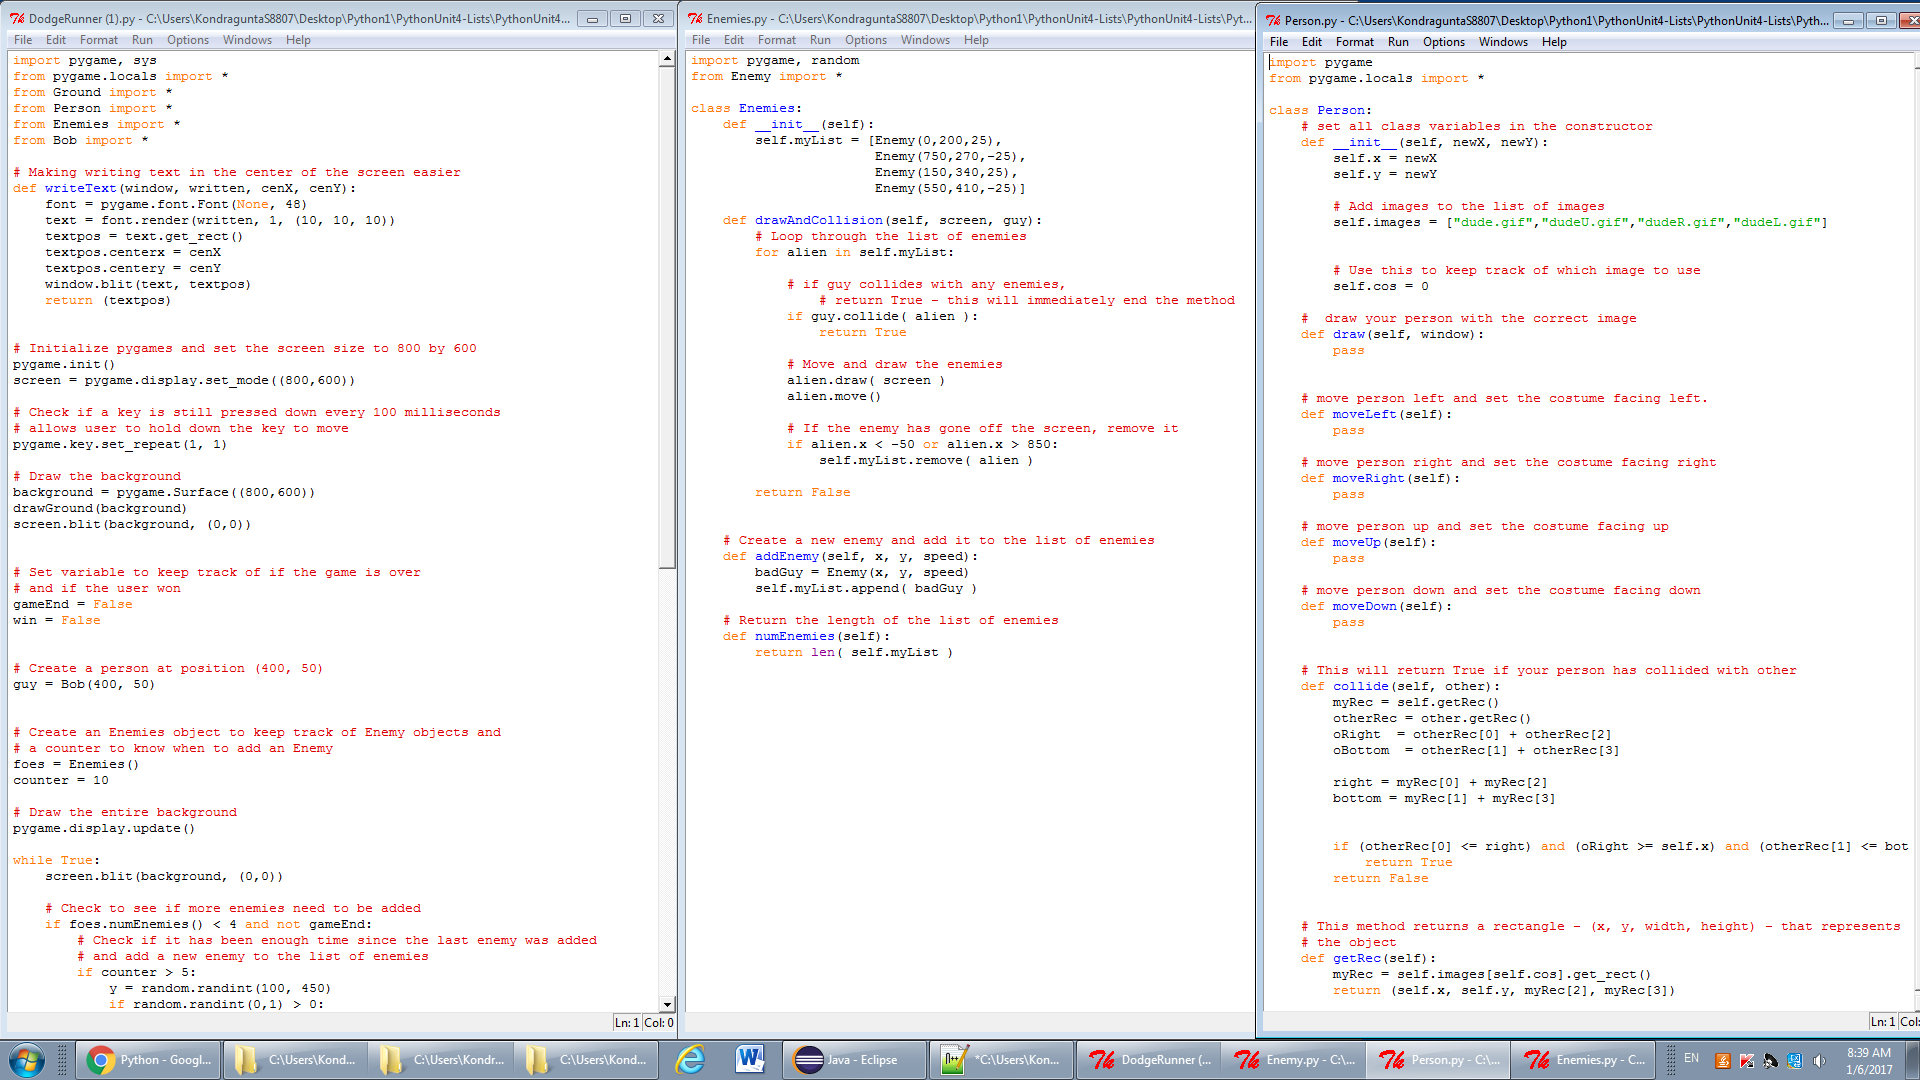 DodgeRunner (1).py - C:\Users\KondraguntaS8807\Desktop\Python1\PythonUnit4-Lists\PythonUnit4...
File Edit Format Run Options Windows Help
import pygame, sys
from pygame.locals import *
from Ground import *
from Person import *
from Enemies import *
from Bob import *
# Making writing text in the center of the screen easier
def writeText(window, written, cenX, cenY):
    font = pygame.font.Font(None, 48)
    text = font.render(written, 1, (10, 10, 10))
    textpos = text.get_rect()
    textpos.centerx = cenX
    textpos.centery = cenY
    window.blit(text, textpos)
    return (textpos)
# Initialize pygames and set the screen size to 800 by 600
pygame.init()
screen = pygame.display.set_mode((800,600))
# Check if a key is still pressed down every 100 milliseconds
# allows user to hold down the key to move
pygame.key.set_repeat(1, 1)
# Draw the background
background = pygame.Surface((800,600))
drawGround(background)
screen.blit(background, (0,0))
# Set variable to keep track of if the game is over
# and if the user won
gameEnd = False
win = False
# Create a person at position (400, 50)
guy = Bob(400, 50)
# Create an Enemies object to keep track of Enemy objects and
# a counter to know when to add an Enemy
foes = Enemies()
counter = 10
# Draw the entire background
pygame.display.update()
while True:
    screen.blit(background, (0,0))
    # Check to see if more enemies need to be added
    if foes.numEnemies() < 4 and not gameEnd:
        # Check if it has been enough time since the last enemy was added
        # and add a new enemy to the list of enemies
        if counter > 5:
            y = random.randint(100, 450)
            if random.randint(0,1) > 0:
Ln: 1 Col: 0
Enemies.py - C:\Users\KondraguntaS8807\Desktop\Python1\PythonUnit4-Lists\PythonUnit4-Lists\Pyt...
File Edit Format Run Options Windows Help
import pygame, random
from Enemy import *
class Enemies:
    def __init__(self):
        self.myList = [Enemy(0,200,25),
                       Enemy(750,270,-25),
                       Enemy(150,340,25),
                       Enemy(550,410,-25)]
    def drawAndCollision(self, screen, guy):
        # Loop through the list of enemies
        for alien in self.myList:
            # if guy collides with any enemies,
                # return True - this will immediately end the method
            if guy.collide( alien ):
                return True
            # Move and draw the enemies
            alien.draw( screen )
            alien.move()
            # If the enemy has gone off the screen, remove it
            if alien.x < -50 or alien.x > 850:
                self.myList.remove( alien )
        return False
    # Create a new enemy and add it to the list of enemies
    def addEnemy(self, x, y, speed):
        badGuy = Enemy(x, y, speed)
        self.myList.append( badGuy )
    # Return the length of the list of enemies
    def numEnemies(self):
        return len( self.myList )
Person.py - C:\Users\KondraguntaS8807\Desktop\Python1\PythonUnit4-Lists\PythonUnit4-Lists\Pyth...
File Edit Format Run Options Windows Help
import pygame
from pygame.locals import *
class Person:
    # set all class variables in the constructor
    def __init__(self, newX, newY):
        self.x = newX
        self.y = newY
        # Add images to the list of images
        self.images = ["dude.gif","dudeU.gif","dudeR.gif","dudeL.gif"]
        # Use this to keep track of which image to use
        self.cos = 0
    #  draw your person with the correct image
    def draw(self, window):
        pass
    # move person left and set the costume facing left.
    def moveLeft(self):
        pass
    # move person right and set the costume facing right
    def moveRight(self):
        pass
    # move person up and set the costume facing up
    def moveUp(self):
        pass
    # move person down and set the costume facing down
    def moveDown(self):
        pass
    # This will return True if your person has collided with other
    def collide(self, other):
        myRec = self.getRec()
        otherRec = other.getRec()
        oRight  = otherRec[0] + otherRec[2]
        oBottom  = otherRec[1] + otherRec[3]
        right = myRec[0] + myRec[2]
        bottom = myRec[1] + myRec[3]
        if (otherRec[0] <= right) and (oRight >= self.x) and (otherRec[1] <= bot
            return True
        return False
    # This method returns a rectangle - (x, y, width, height) - that represents
    # the object
    def getRec(self):
        myRec = self.images[self.cos].get_rect()
        return (self.x, self.y, myRec[2], myRec[3])
Ln: 1 Col:
Python - Googl...
C:\Users\Kond...
C:\Users\Kondr...
C:\Users\Kond...
Java - Eclipse
*C:\Users\Kon...
DodgeRunner (...
Enemy.py - C:\...
Person.py - C:\...
Enemies.py - C...
EN
8:39 AM
1/6/2017